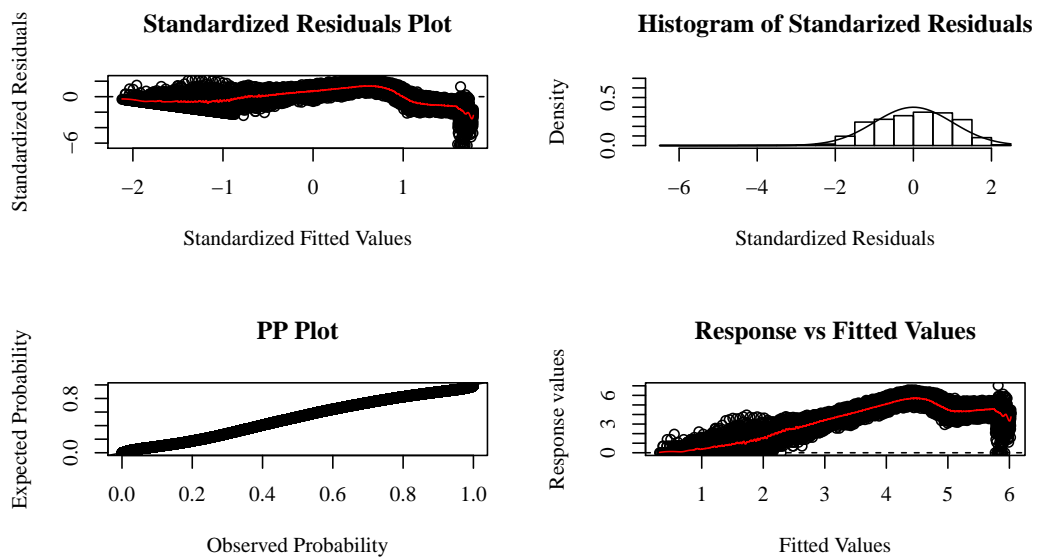 Standardized Residuals Plot
Standardized Residuals
0
−6
−2
−1
0
1
Standardized Fitted Values
Histogram of Standarized Residuals
Density
0.5
0.0
−6
−4
−2
0
2
Standardized Residuals
PP Plot
Expected Probability
0.8
0.0
0.0
0.2
0.4
0.6
0.8
1.0
Observed Probability
Response vs Fitted Values
Response values
6
3
0
1
2
3
4
5
6
Fitted Values